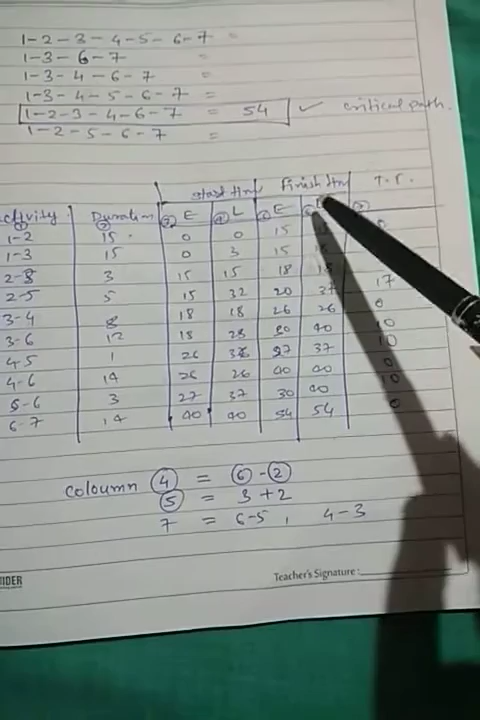 1-2-3-4-5-6-7 =
1-3-6-7 =
1-3-4-6-7 =
1-3-4-5-6-7 =
1-2-3-4-6-7 = 54 ✓ critical path.
1-2-5-6-7 =
start tim Finish tim T.F.
ctivity Duration E L E
1-2 15 0 0 15
1-3 15 0 3 15
2-3 3 15 15 18 18
2-5 5 15 32 20 37 17
3-4 8 18 18 26 26 0
3-6 12 18 28 30 40 10
4-5 1 26 36 27 37 10
4-6 14 26 26 40 40 0
5-6 3 27 37 30 40 10
6-7 14 40 40 54 54 0
coloumn 4 = 6 - 2
5 = 3 + 2
7 = 6-5, 4-3
IDER Teacher's Signature :